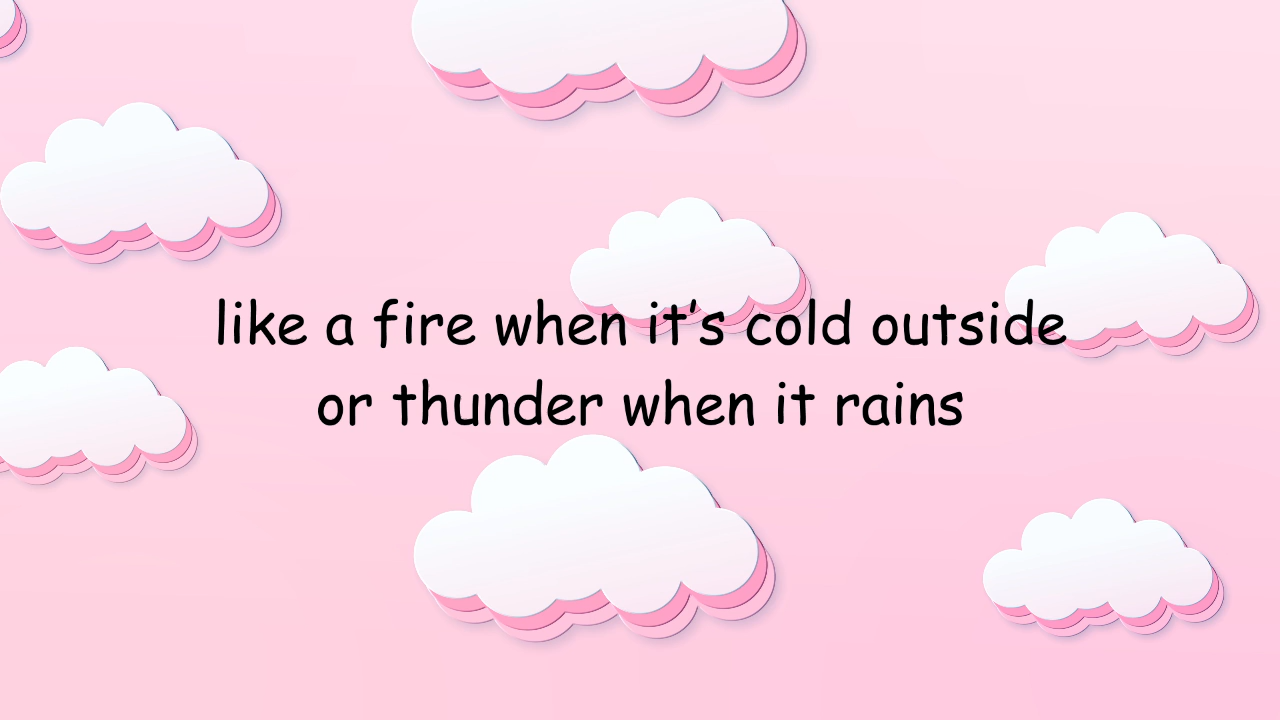 like a fire when it's cold outside
or thunder when it rains